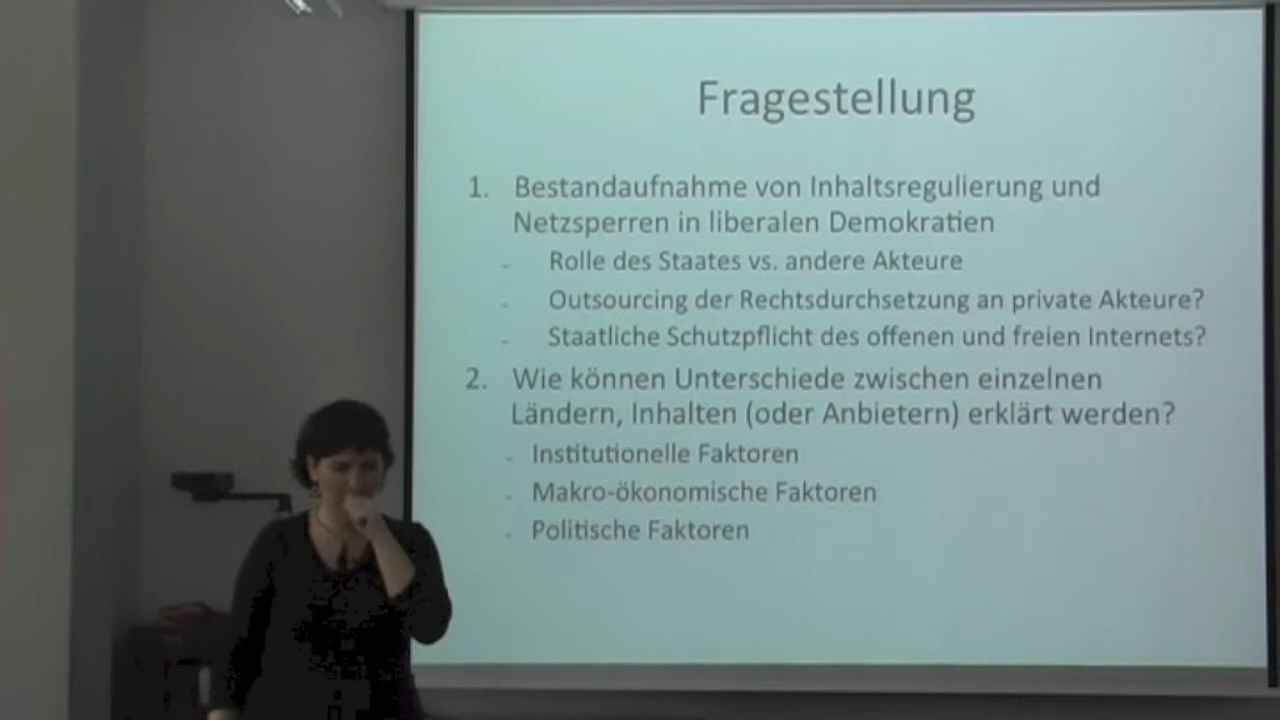 Fragestellung
1. Bestandaufnahme von Inhaltsregulierung und
Netzsperren in liberalen Demokratien
- Rolle des Staates vs. andere Akteure
- Outsourcing der Rechtsdurchsetzung an private Akteure?
- Staatliche Schutzpflicht des offenen und freien Internets?
2. Wie können Unterschiede zwischen einzelnen
Ländern, Inhalten (oder Anbietern) erklärt werden?
- Institutionelle Faktoren
- Makro-ökonomische Faktoren
- Politische Faktoren